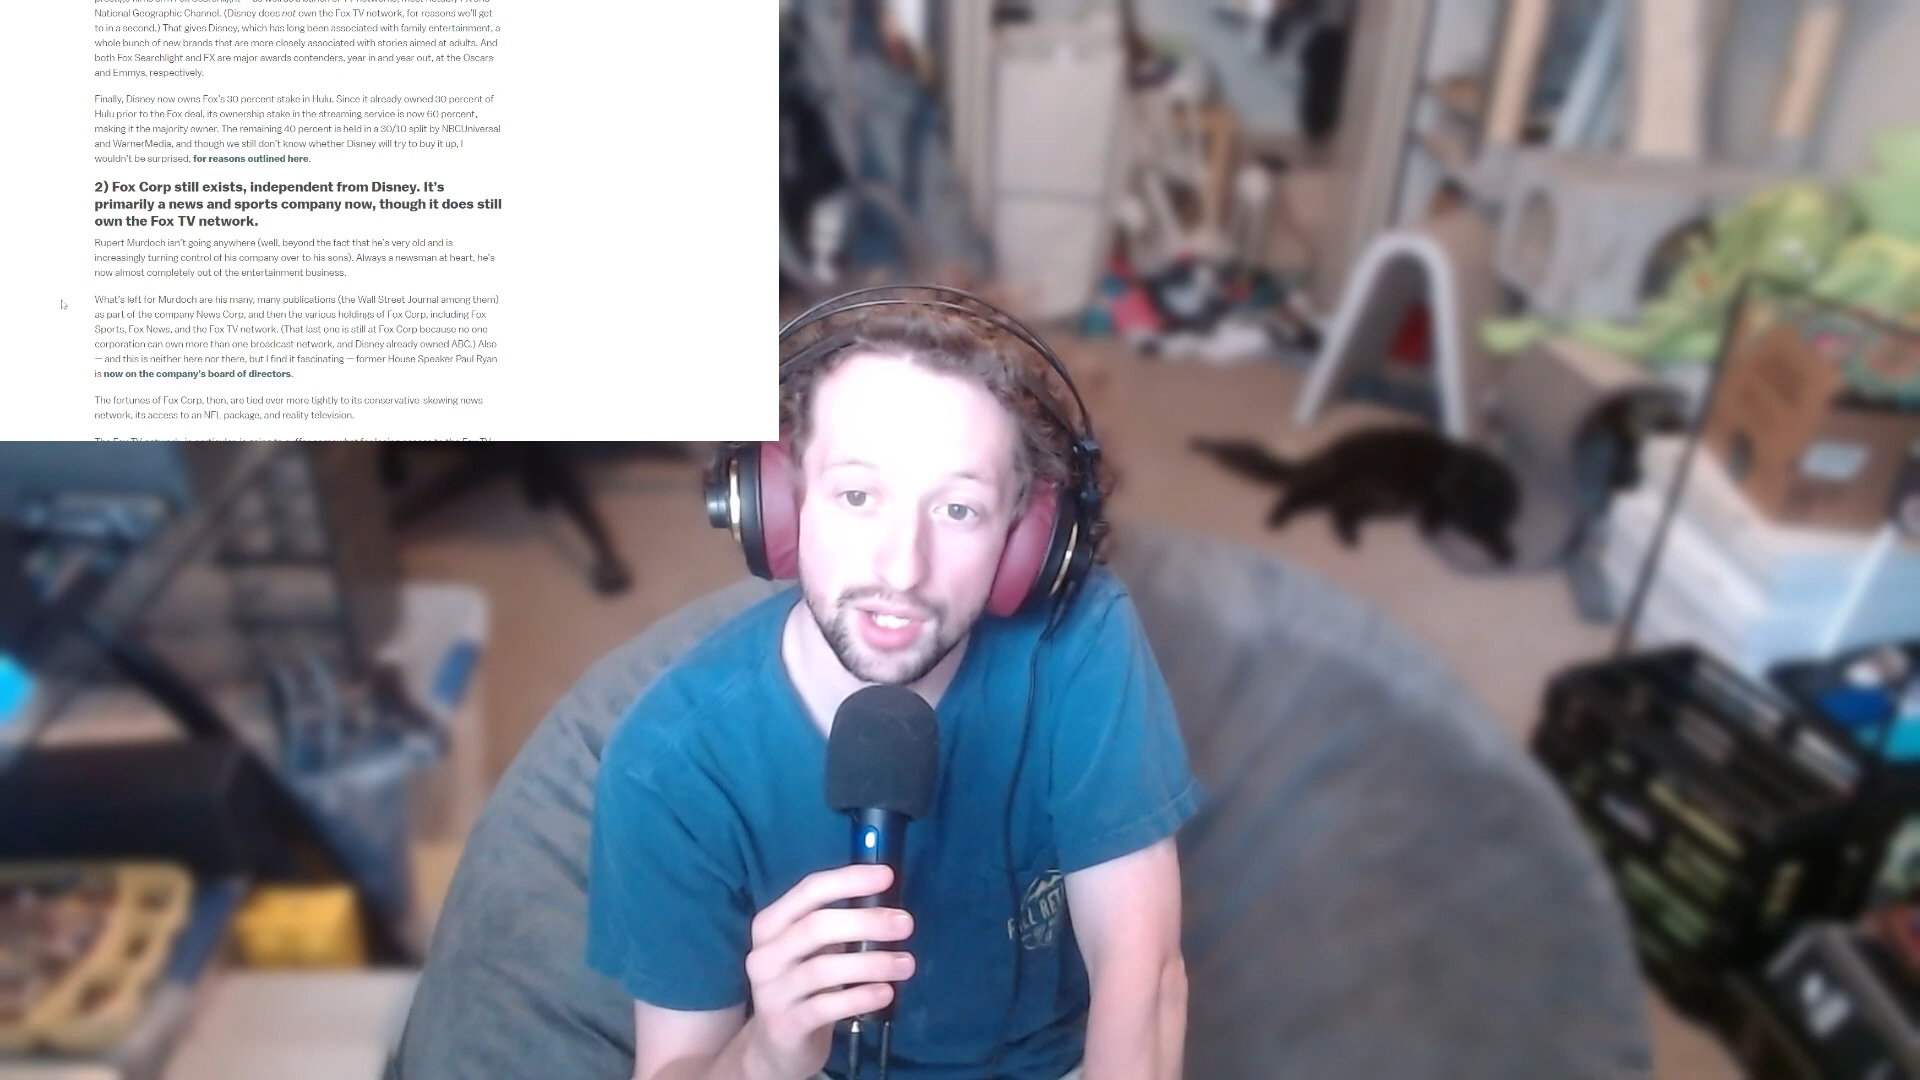 National Geographic Channel. (Disney does not own the Fox TV network, for reasons we'll get
to in a second.) That gives Disney, which has long been associated with family entertainment, a
whole bunch of new brands that are more closely associated with stories aimed at adults. And
both Fox Searchlight and FX are major awards contenders, year in and year out, at the Oscars
and Emmys, respectively.
Finally, Disney now owns Fox's 30 percent stake in Hulu. Since it already owned 30 percent of
Hulu prior to the Fox deal, its ownership stake in the streaming service is now 60 percent,
making it the majority owner. The remaining 40 percent is held in a 30/10 split by NBCUniversal
and WarnerMedia, and though we still don't know whether Disney will try to buy it up, I
wouldn't be surprised, for reasons outlined here.
2) Fox Corp still exists, independent from Disney. It's
primarily a news and sports company now, though it does still
own the Fox TV network.
Rupert Murdoch isn't going anywhere (well, beyond the fact that he's very old and is
increasingly turning control of his company over to his sons). Always a newsman at heart, he's
now almost completely out of the entertainment business.
What's left for Murdoch are his many, many publications (the Wall Street Journal among them)
as part of the company News Corp, and then the various holdings of Fox Corp, including Fox
Sports, Fox News, and the Fox TV network. (That last one is still at Fox Corp because no one
corporation can own more than one broadcast network, and Disney already owned ABC.) Also
— and this is neither here nor there, but I find it fascinating — former House Speaker Paul Ryan
is now on the company's board of directors.
The fortunes of Fox Corp, then, are tied ever more tightly to its conservative-skewing news
network, its access to an NFL package, and reality television.